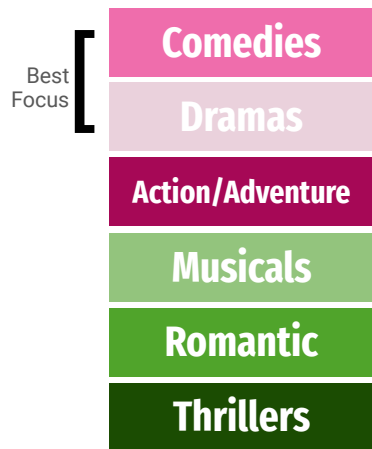 Comedies
Best
Focus
Dramas
Action/Adventure
Musicals
Romantic
Thrillers